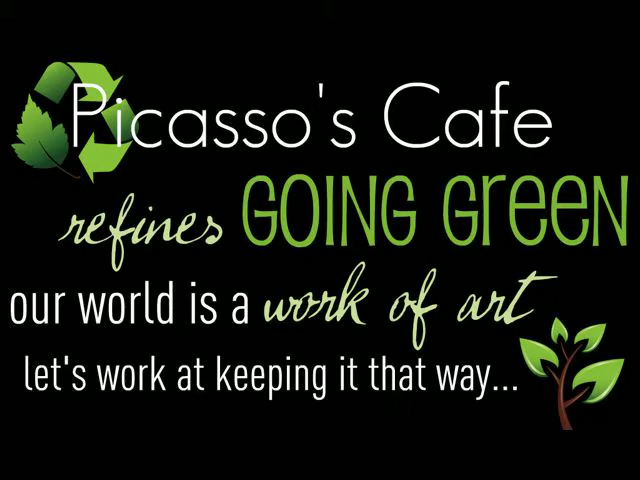 Picasso's Cafe
refines GOING GReeN
our world is a work of art
let's work at keeping it that way...